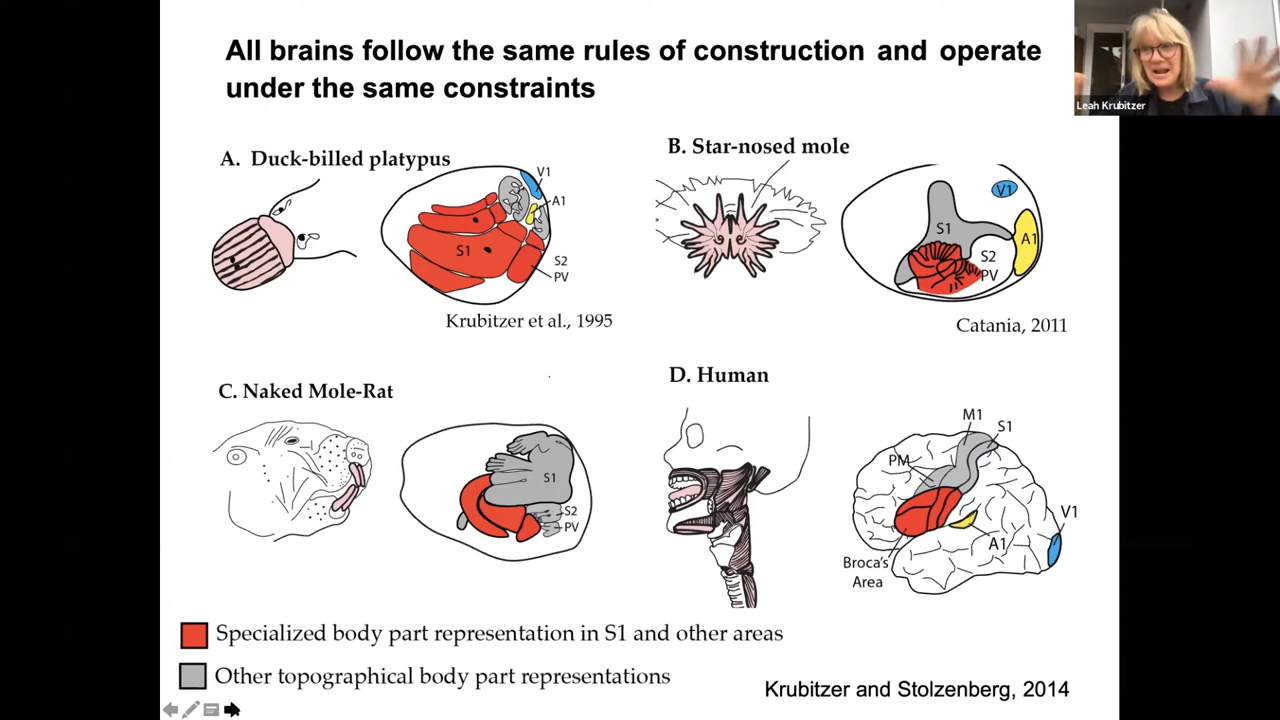 All brains follow the same rules of construction and operate
under the same constraints
Leah Krubitzer
A. Duck-billed platypus
V1
A1
S1
S2
PV
Krubitzer et al., 1995
B. Star-nosed mole
V1
S1
A1
S2
PV
Catania, 2011
C. Naked Mole-Rat
S1
S2
PV
D. Human
M1
S1
PM
V1
A1
Broca's
Area
Specialized body part representation in S1 and other areas
Other topographical body part representations
Krubitzer and Stolzenberg, 2014